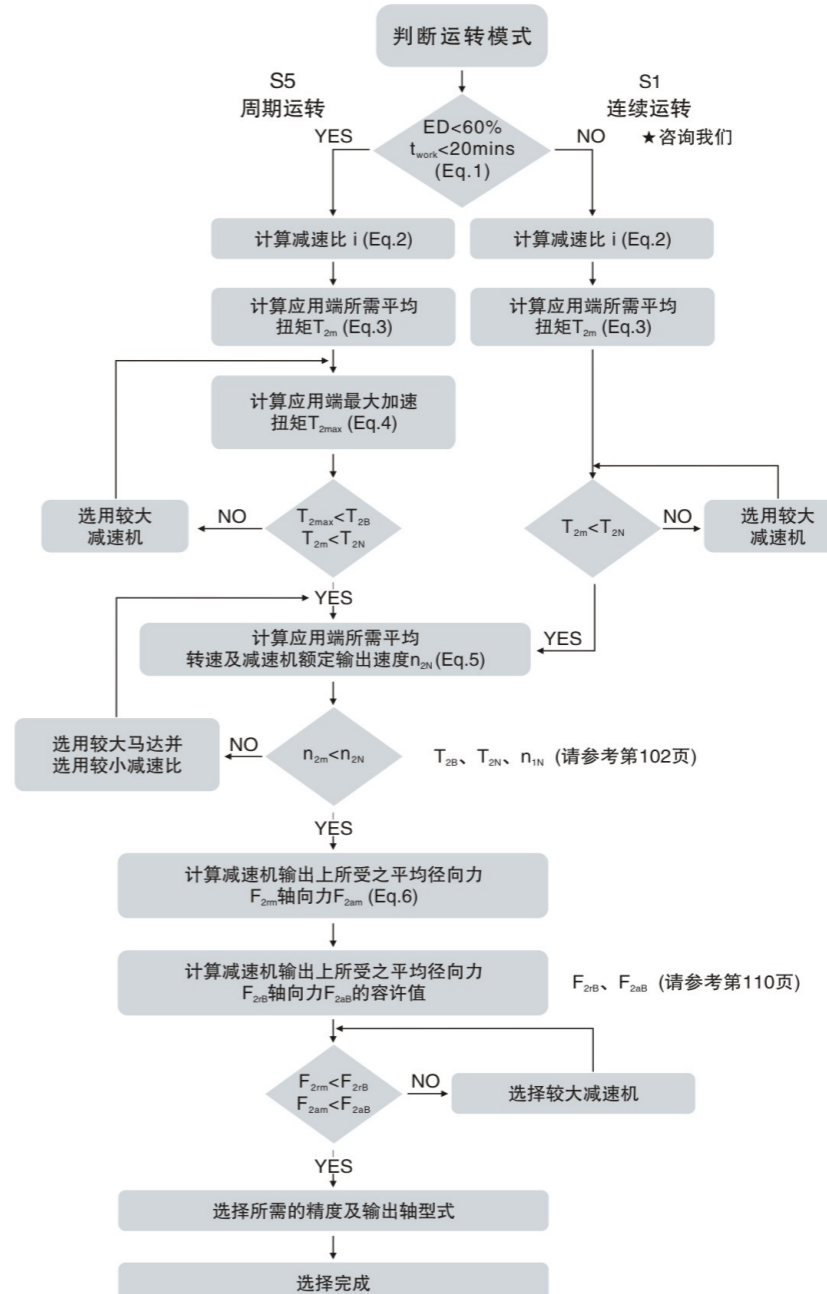 判断运转模式
S5
周期运转
S1
连续运转
★咨询我们
YES
ED<60%
t_work<20mins
(Eq.1)
NO
计算减速比 i (Eq.2)
计算减速比 i (Eq.2)
计算应用端所需平均
扭矩T_2m (Eq.3)
计算应用端所需平均
扭矩T_2m (Eq.3)
计算应用端最大加速
扭矩T_2max (Eq.4)
选用较大
减速机
NO
T_2max<T_2B
T_2m<T_2N
T_2m<T_2N
NO
选用较大
减速机
YES
计算应用端所需平均
转速及减速机额定输出速度n_2N (Eq.5)
YES
选用较大马达并
选用较小减速比
NO
n_2m<n_2N
T_2B、T_2N、n_1N (请参考第102页)
YES
计算减速机输出上所受之平均径向力
F_2rm轴向力F_2am (Eq.6)
计算减速机输出上所受之平均径向力
F_2rB轴向力F_2aB的容许值
F_2rB、F_2aB (请参考第110页)
F_2rm<F_2rB
F_2am<F_2aB
NO
选择较大减速机
YES
选择所需的精度及输出轴型式
选择完成